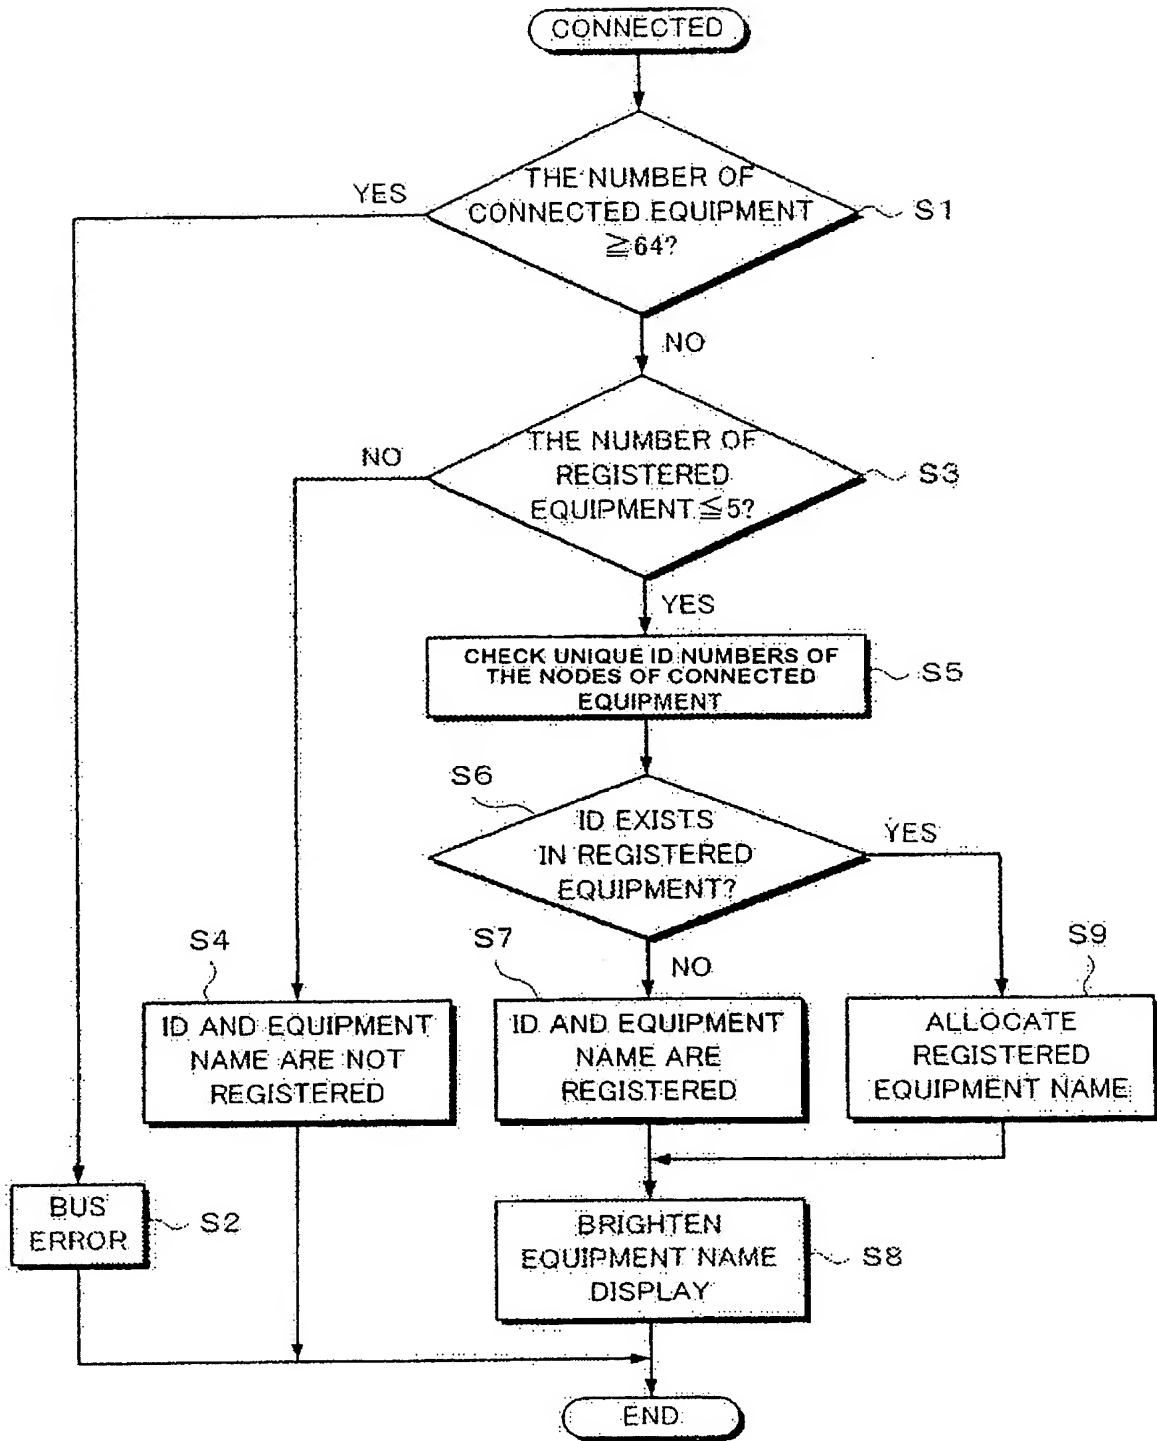 CONNECTED
THE NUMBER OF
CONNECTED EQUIPMENT
≧64?
YES
S1
NO
THE NUMBER OF
REGISTERED
EQUIPMENT≦5?
NO
S3
YES
CHECK UNIQUE ID NUMBERS OF
THE NODES OF CONNECTED
EQUIPMENT
S5
S6
ID EXISTS
IN REGISTERED
EQUIPMENT?
YES
NO
S4
ID AND EQUIPMENT
NAME ARE NOT
REGISTERED
S7
ID AND EQUIPMENT
NAME ARE
REGISTERED
S9
ALLOCATE
REGISTERED
EQUIPMENT NAME
BUS
ERROR
S2
BRIGHTEN
EQUIPMENT NAME
DISPLAY
S8
END